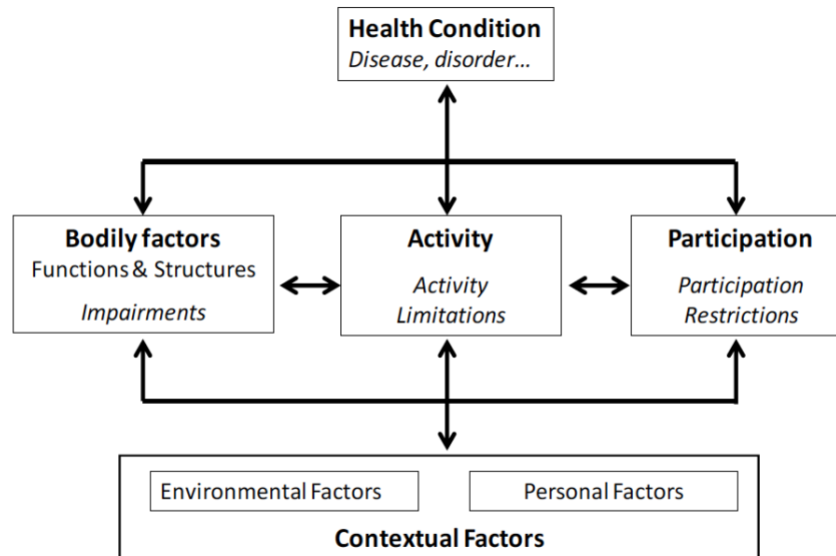 Health Condition
Disease, disorder...
Bodily factors
Functions & Structures
Impairments
Activity
Activity
Limitations
Participation
Participation
Restrictions
Environmental Factors
Personal Factors
Contextual Factors